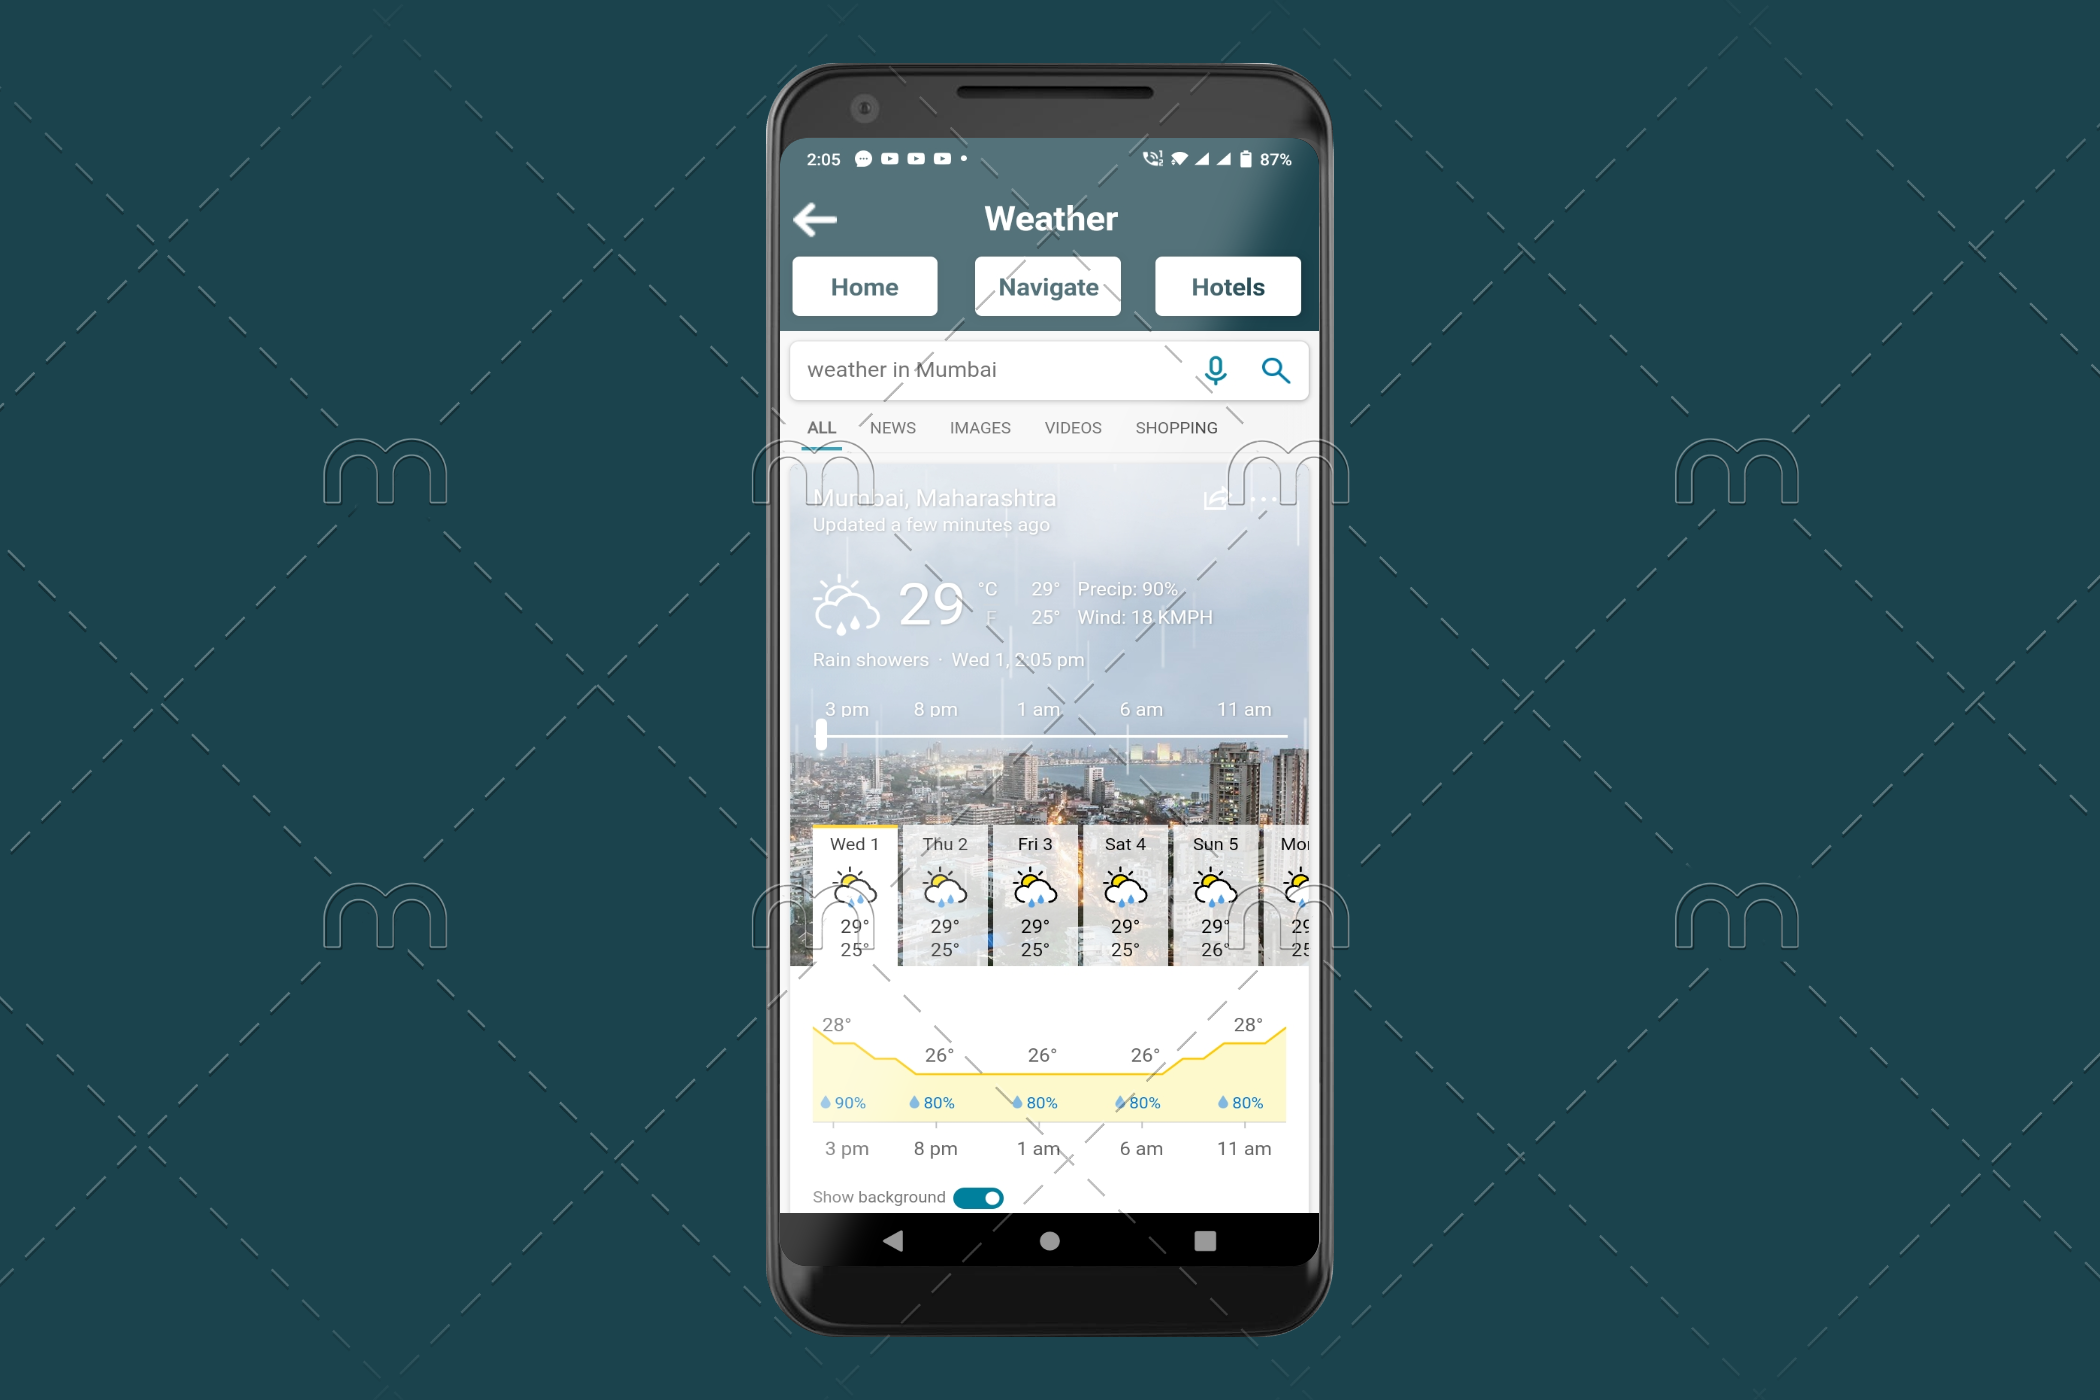 2:05 87%
Weather
Home Navigate Hotels
weather in Mumbai
ALL NEWS IMAGES VIDEOS SHOPPING
Mumbai, Maharashtra
Updated a few minutes ago
29 °C 29° Precip: 90%
F 25° Wind: 18 KMPH
Rain showers · Wed 1, 2:05 pm
3 pm 8 pm 1 am 6 am 11 am
Wed 1 Thu 2 Fri 3 Sat 4 Sun 5
29° 29° 29° 29° 29° 29
25° 25° 25° 25° 26° 25
28° 28°
26° 26° 26°
90% 80% 80% 80% 80%
3 pm 8 pm 1 am 6 am 11 am
Show background
m m m m
m m m m